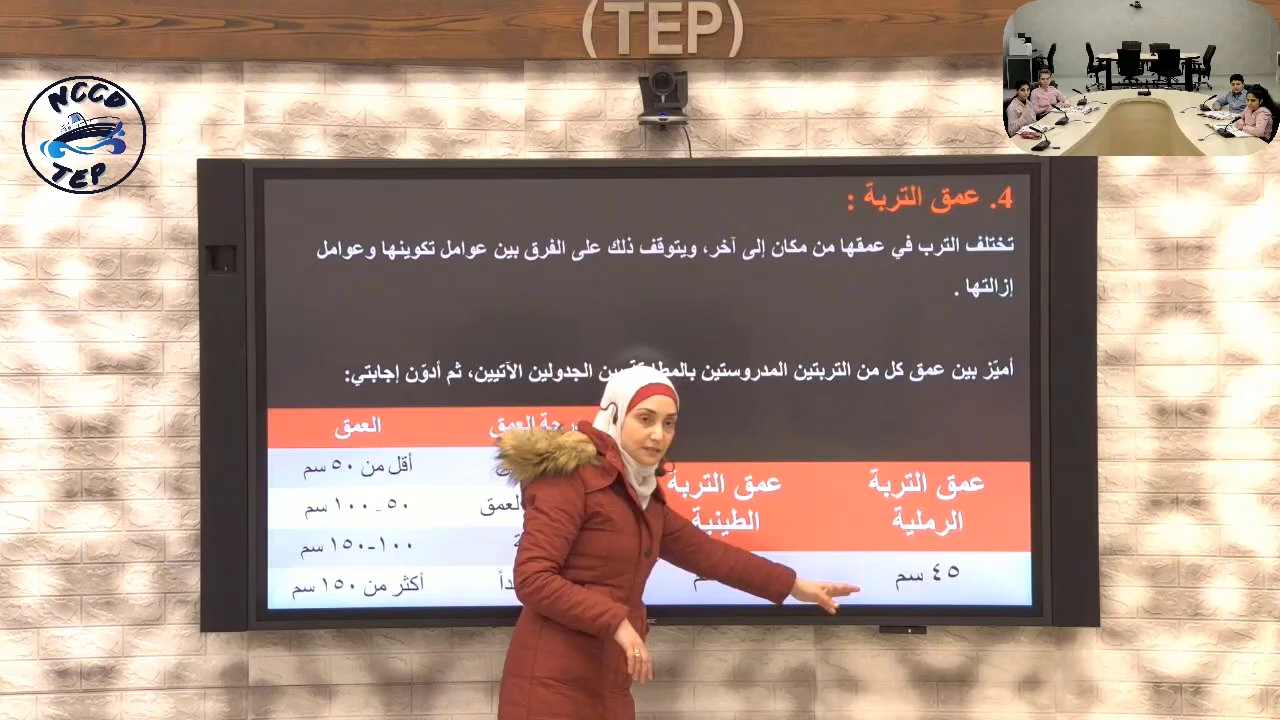 (TEP)
NCCD
TEP
4. عمق التربة :
تختلف الترب في عمقها من مكان إلى آخر، ويتوقف ذلك على الفرق بين عوامل تكوينها وعوامل
إزالتها .
أميّز بين عمق كل من التربتين المدروستين بين الجدولين الآتيين، ثم أدوّن إجابتي:
عمق التربة الرملية
عمق التربة الطينية
٤٥ سم
العمق
العمق
أقل من ٥٠ سم
العمق
٥٠ - ١٠٠ سم
١٠٠-١٥٠ سم
أكثر من ١٥٠ سم